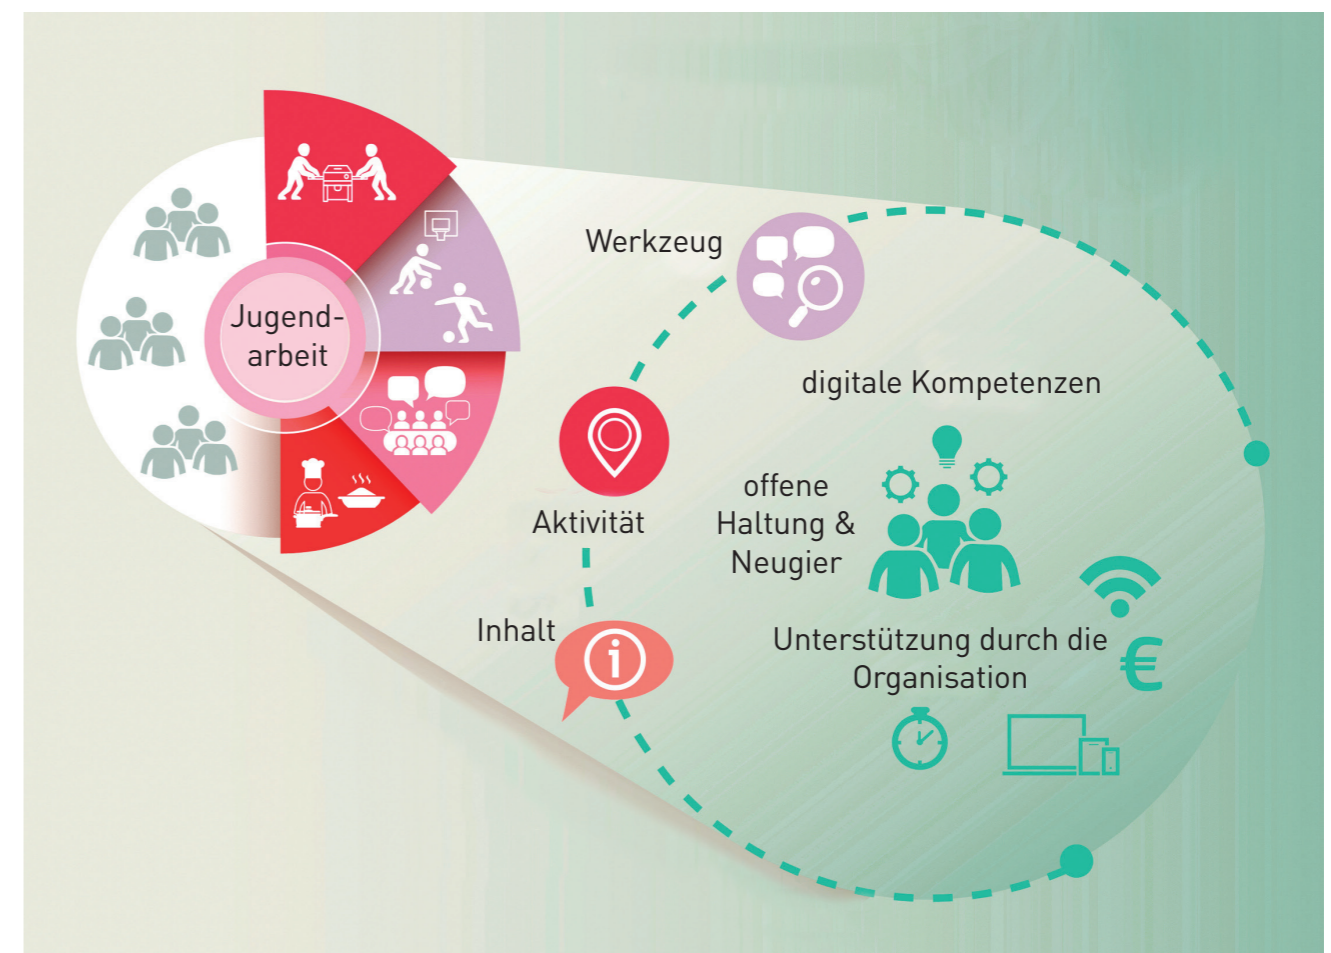 Jugend-
arbeit
Werkzeug
digitale Kompetenzen
Aktivität
offene
Haltung &
Neugier
Inhalt
Unterstützung durch die
Organisation
€